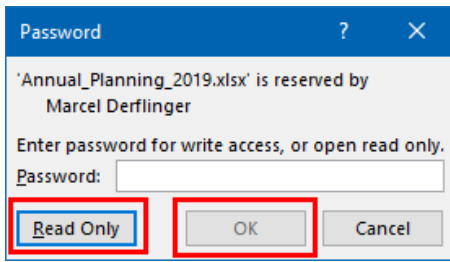 Password ? ×
'Annual_Planning_2019.xlsx' is reserved by
Marcel Derflinger
Enter password for write access, or open read only.
Password:
Read Only OK Cancel